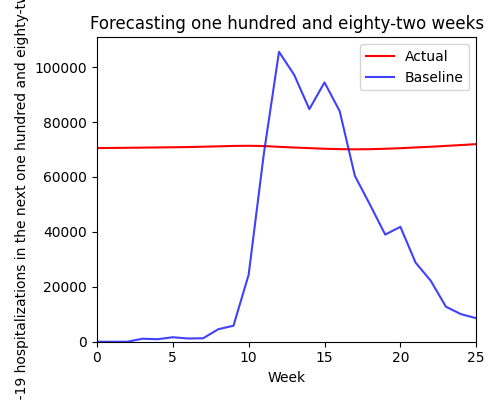 Forecasting one hundred and eighty-two weeks
-19 hospitalizations in the next one hundred and eighty-tw
100000
80000
60000
40000
20000
0
Actual
Baseline
0 5 10 15 20 25
Week